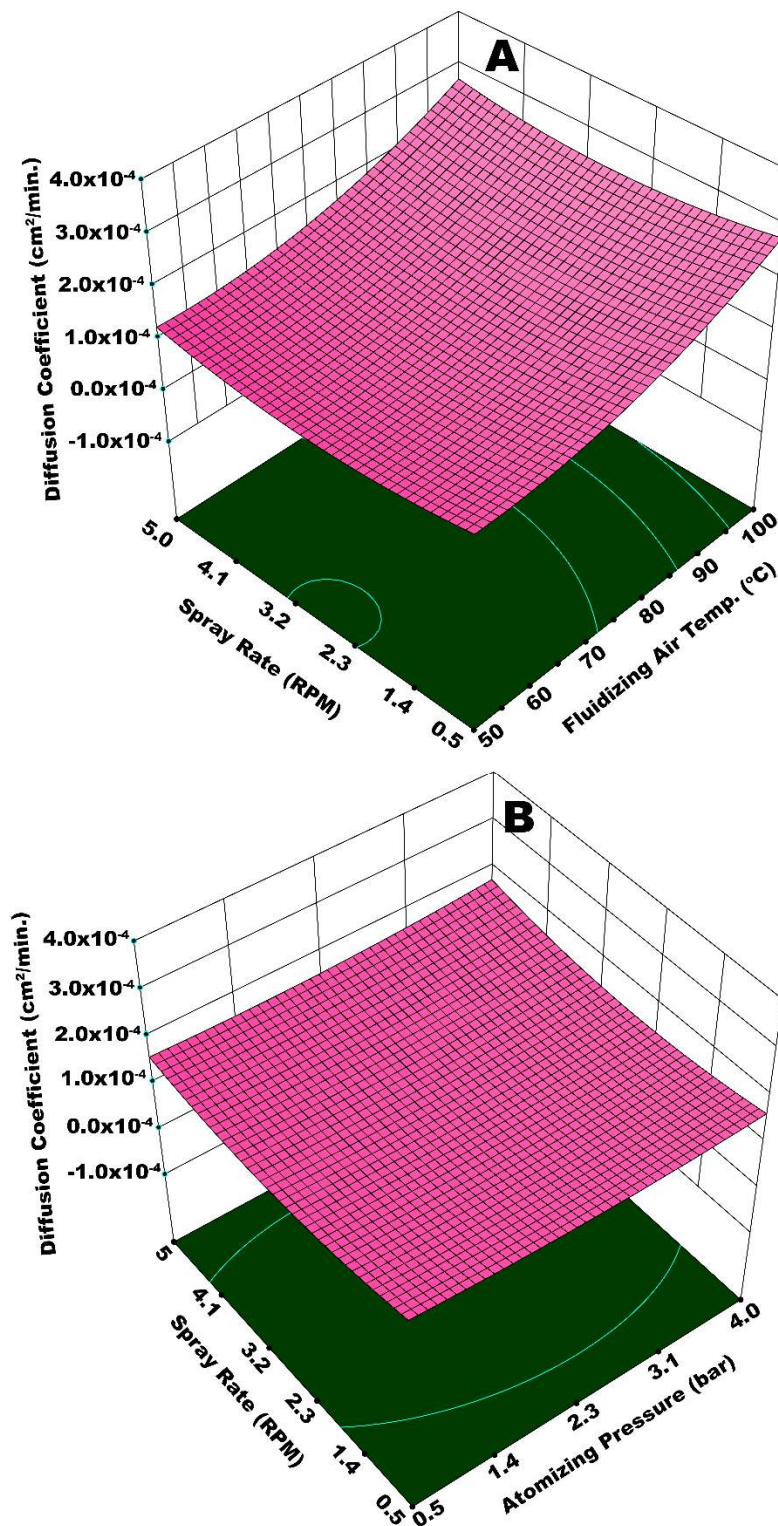 A
Diffusion Coefficient (cm²/min.)
4.0x10⁻⁴
3.0x10⁻⁴
2.0x10⁻⁴
1.0x10⁻⁴
0.0x10⁻⁴
-1.0x10⁻⁴
5.0
4.1
3.2
2.3
1.4
0.5
Spray Rate (RPM)
50
60
70
80
90
100
Fluidizing Air Temp. (°C)
B
Diffusion Coefficient (cm²/min.)
4.0x10⁻⁴
3.0x10⁻⁴
2.0x10⁻⁴
1.0x10⁻⁴
0.0x10⁻⁴
-1.0x10⁻⁴
5
4.1
3.2
2.3
1.4
0.5
Spray Rate (RPM)
0.5
1.4
2.3
3.1
4.0
Atomizing Pressure (bar)